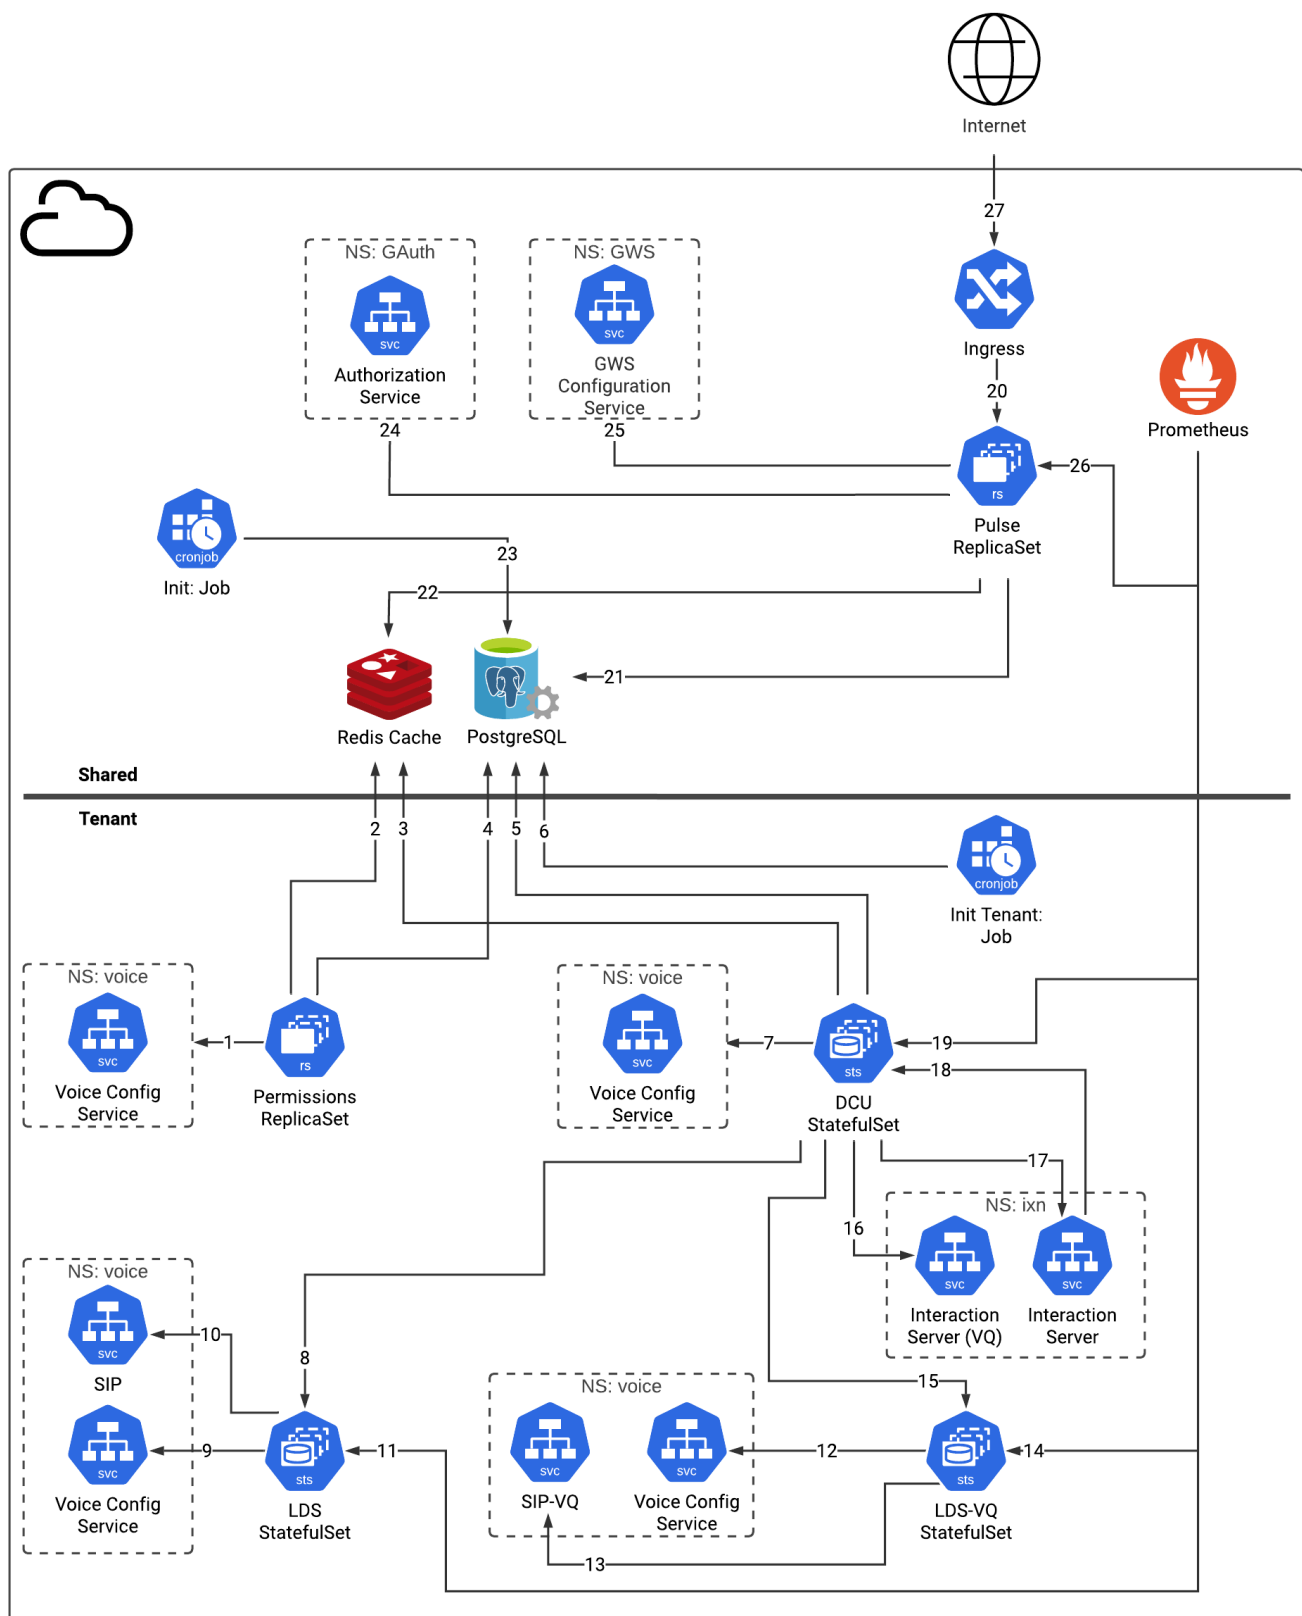 Internet
27
NS: GAuth
NS: GWS
svc
svc
Authorization
Service
GWS
Configuration
Service
Ingress
20
Prometheus
24
25
26
rs
Pulse
ReplicaSet
cronjob
Init: Job
23
22
21
Redis Cache
PostgreSQL
Shared
Tenant
2
3
4
5
6
cronjob
Init Tenant:
Job
NS: voice
svc
Voice Config
Service
1
rs
Permissions
ReplicaSet
NS: voice
svc
Voice Config
Service
7
sts
DCU
StatefulSet
19
18
17
16
NS: ixn
svc
Interaction
Server (VQ)
svc
Interaction
Server
NS: voice
svc
SIP
10
8
svc
Voice Config
Service
9
sts
LDS
StatefulSet
11
NS: voice
svc
SIP-VQ
svc
Voice Config
Service
12
15
sts
LDS-VQ
StatefulSet
14
13